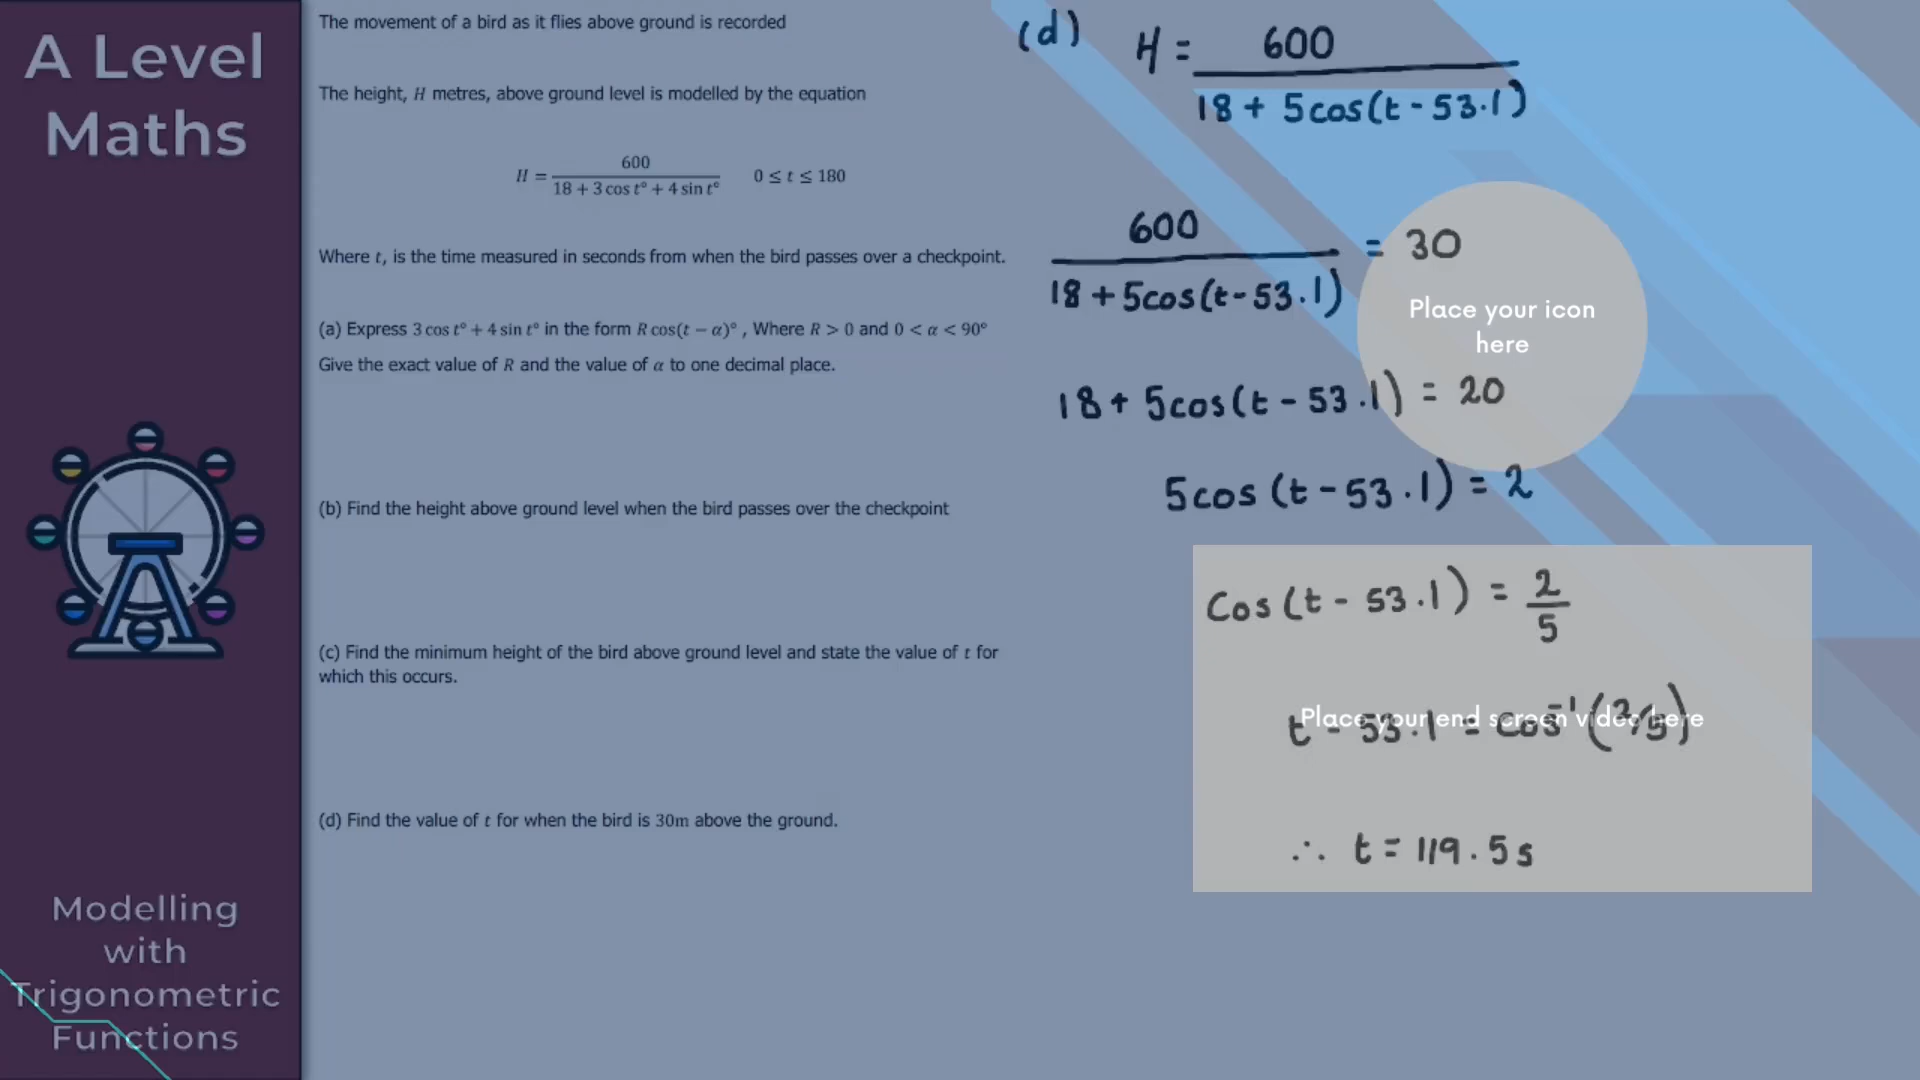 A Level
Maths
Modelling
with
Trigonometric
Functions
The movement of a bird as it flies above ground is recorded
The height, H metres, above ground level is modelled by the equation
H = 600 / (18 + 3 cos t° + 4 sin t°)    0 ≤ t ≤ 180
Where t, is the time measured in seconds from when the bird passes over a checkpoint.
(a) Express 3 cos t° + 4 sin t° in the form R cos(t − α)° , Where R > 0 and 0 < α < 90°
Give the exact value of R and the value of α to one decimal place.
(b) Find the height above ground level when the bird passes over the checkpoint
(c) Find the minimum height of the bird above ground level and state the value of t for
which this occurs.
(d) Find the value of t for when the bird is 30m above the ground.
(d) H = 600 / (18 + 5cos(t - 53.1))
600 / (18 + 5cos(t - 53.1)) = 30
Place your icon
here
18 + 5cos(t - 53.1) = 20
5cos(t - 53.1) = 2
Cos(t - 53.1) = 2/5
t - 53.1 = cos⁻¹(2/5)
Place your end screen video here
∴ t = 119.5s